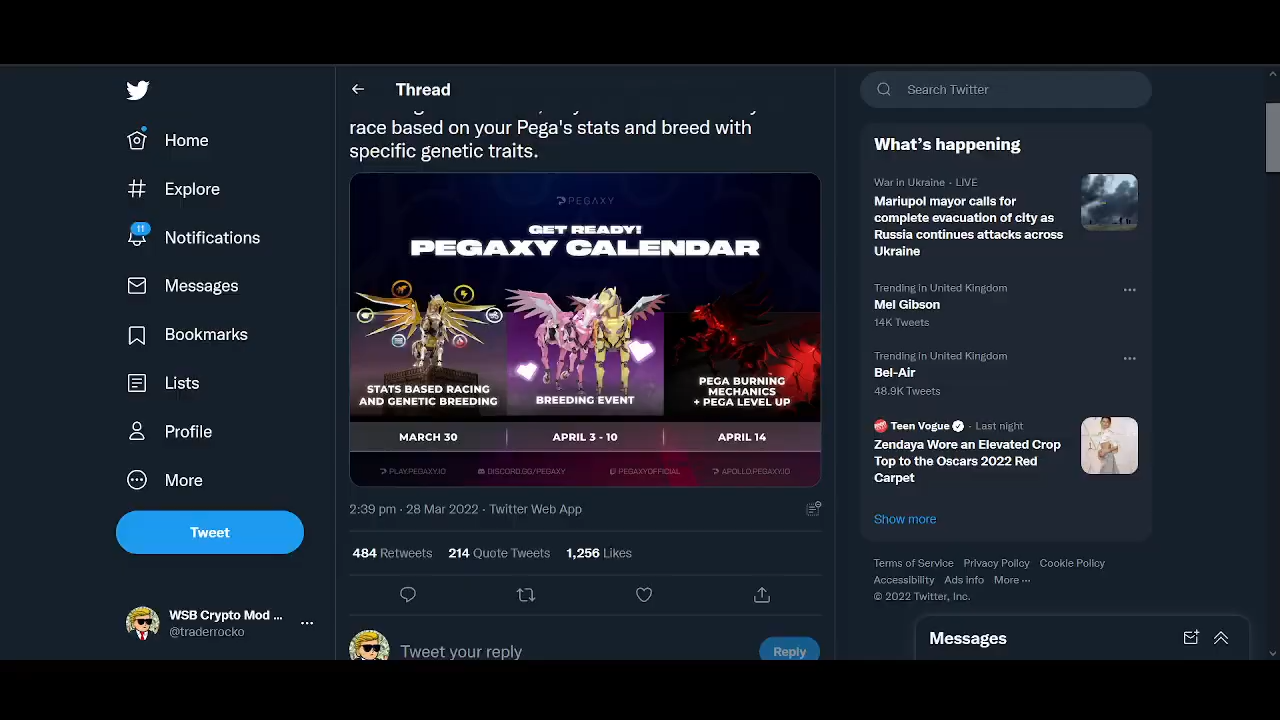 Home
Explore
11
Notifications
Messages
Bookmarks
Lists
Profile
More
Tweet
WSB Crypto Mod ...
@traderrocko
Thread
race based on your Pega's stats and breed with
specific genetic traits.
PEGAXY
GET READY!
PEGAXY CALENDAR
STATS BASED RACING
AND GENETIC BREEDING
BREEDING EVENT
PEGA BURNING
MECHANICS
+ PEGA LEVEL UP
MARCH 30
APRIL 3 - 10
APRIL 14
PLAY.PEGAXY.IO
DISCORD.GG/PEGAXY
PEGAXYOFFICIAL
APOLLO.PEGAXY.IO
2:39 pm · 28 Mar 2022 · Twitter Web App
484 Retweets 214 Quote Tweets 1,256 Likes
Tweet your reply
Reply
Search Twitter
What's happening
War in Ukraine · LIVE
Mariupol mayor calls for
complete evacuation of city as
Russia continues attacks across
Ukraine
Trending in United Kingdom
Mel Gibson
14K Tweets
Trending in United Kingdom
Bel-Air
48.9K Tweets
Teen Vogue · Last night
Zendaya Wore an Elevated Crop
Top to the Oscars 2022 Red
Carpet
Show more
Terms of Service Privacy Policy Cookie Policy
Accessibility Ads info More ···
© 2022 Twitter, Inc.
Messages